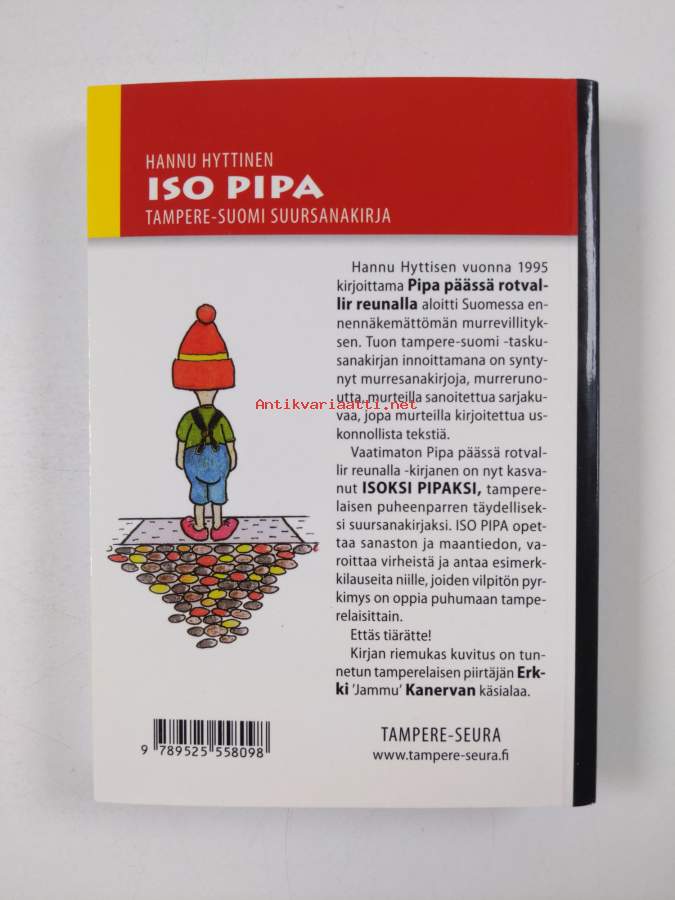 HANNU HYTTINEN
ISO PIPA
TAMPERE-SUOMI SUURSANAKIRJA
Hannu Hyttisen vuonna 1995
kirjoittama Pipa päässä rotval-
lir reunalla aloitti Suomessa en-
nennäkemättömän murrevillityk-
sen. Tuon tampere-suomi -tasku-
sanakirjan innoittamana on synty-
nyt murresanakirjoja, murreruno-
utta, murteilla sanoitettua sarjaku-
vaa, jopa murteilla kirjoitettua us-
konnollista tekstiä.
Vaatimaton Pipa päässä rotval-
lir reunalla -kirjanen on nyt kasva-
nut ISOKSI PIPAKSI, tampere-
laisen puheenparren täydellisek-
si suursanakirjaksi. ISO PIPA opet-
taa sanaston ja maantiedon, va-
roittaa virheistä ja antaa esimerk-
kilauseita niille, joiden vilpitön pyr-
kimys on oppia puhumaan tampe-
relaisittain.
Ettäs tiärätte!
Kirjan riemukas kuvitus on tun-
netun tamperelaisen piirtäjän Erk-
ki 'Jammu' Kanervan käsialaa.
TAMPERE-SEURA
www.tampere-seura.fi
9 789525 558098
Antikvariaatti.net